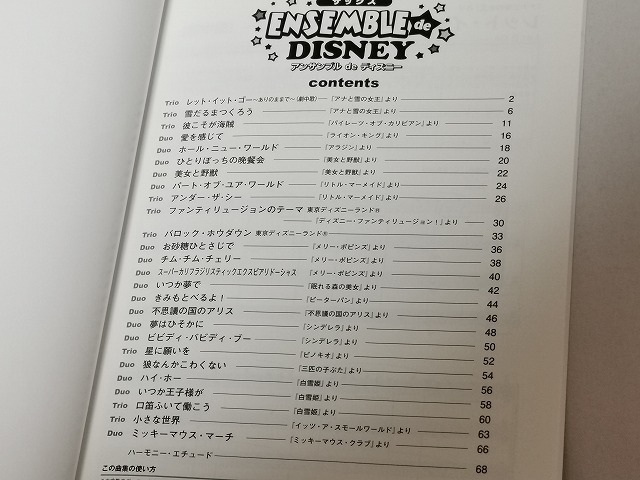 サックス
ENSEMBLE de
DISNEY
アンサンブル de ディズニー
contents
Trio レット・イット・ゴー～ありのままで～(劇中歌) 『アナと雪の女王』より 2
Trio 雪だるまつくろう 『アナと雪の女王』より 6
Trio 彼こそが海賊 『パイレーツ・オブ・カリビアン』より 11
Duo 愛を感じて 『ライオン・キング』より 16
Duo ホール・ニュー・ワールド 『アラジン』より 18
Duo ひとりぼっちの晩餐会 『美女と野獣』より 20
Duo 美女と野獣 『美女と野獣』より 22
Duo パート・オブ・ユア・ワールド 『リトル・マーメイド』より 24
Trio アンダー・ザ・シー 『リトル・マーメイド』より 26
Trio ファンティリュージョンのテーマ 東京ディズニーランド®
『ディズニー・ファンティリュージョン！』より 30
Trio バロック・ホウダウン 東京ディズニーランド® 33
Duo お砂糖ひとさじで 『メリー・ポピンズ』より 36
Duo チム・チム・チェリー 『メリー・ポピンズ』より 38
Duo スーパーカリフラジリスティックエクスピアリドーシャス 『メリー・ポピンズ』より 40
Duo いつか夢で 『眠れる森の美女』より 42
Duo きみもとべるよ！ 『ピーター・パン』より 44
Duo 不思議の国のアリス 『不思議の国のアリス』より 46
Duo 夢はひそかに 『シンデレラ』より 48
Duo ビビディ・バビディ・ブー 『シンデレラ』より 50
Trio 星に願いを 『ピノキオ』より 52
Duo 狼なんかこわくない 『三匹の子ぶた』より 54
Duo ハイ・ホー 『白雪姫』より 56
Duo いつか王子様が 『白雪姫』より 58
Trio 口笛ふいて働こう 『白雪姫』より 60
Trio 小さな世界 『イッツ・ア・スモールワールド』より 63
Duo ミッキーマウス・マーチ 『ミッキーマウス・クラブ』より 66
ハーモニー・エチュード 68
この曲集の使い方